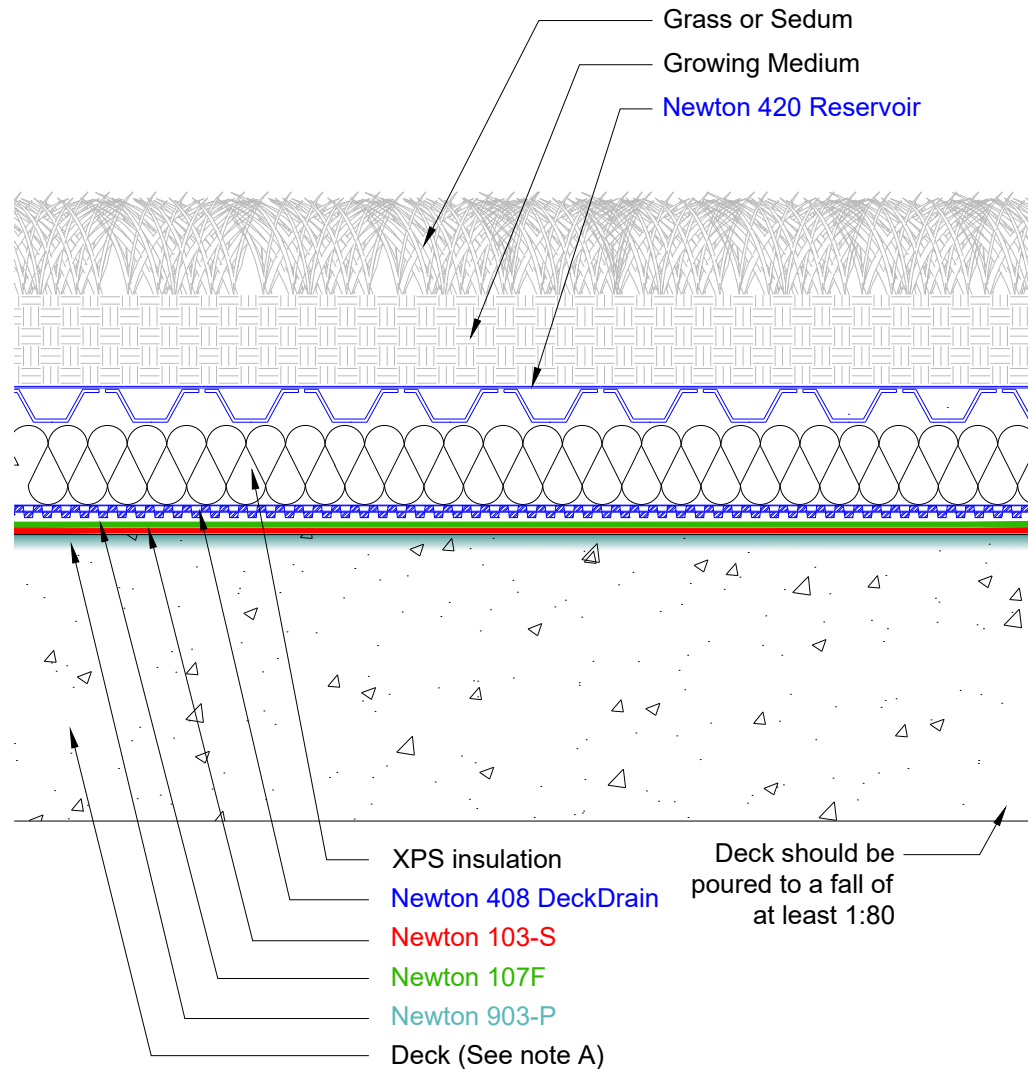 Grass or Sedum
Growing Medium
Newton 420 Reservoir
XPS insulation
Newton 408 DeckDrain
Newton 103-S
Newton 107F
Newton 903-P
Deck (See note A)
Deck should be
poured to a fall of
at least 1:80